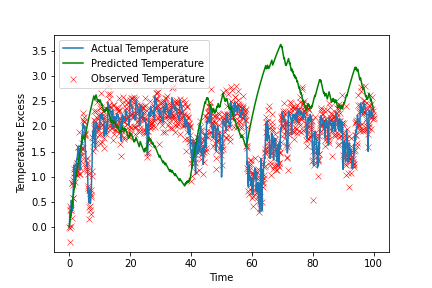 Actual Temperature
Predicted Temperature
Observed Temperature
Temperature Excess
3.5
3.0
2.5
2.0
1.5
1.0
0.5
0.0
0 20 40 60 80 100
Time